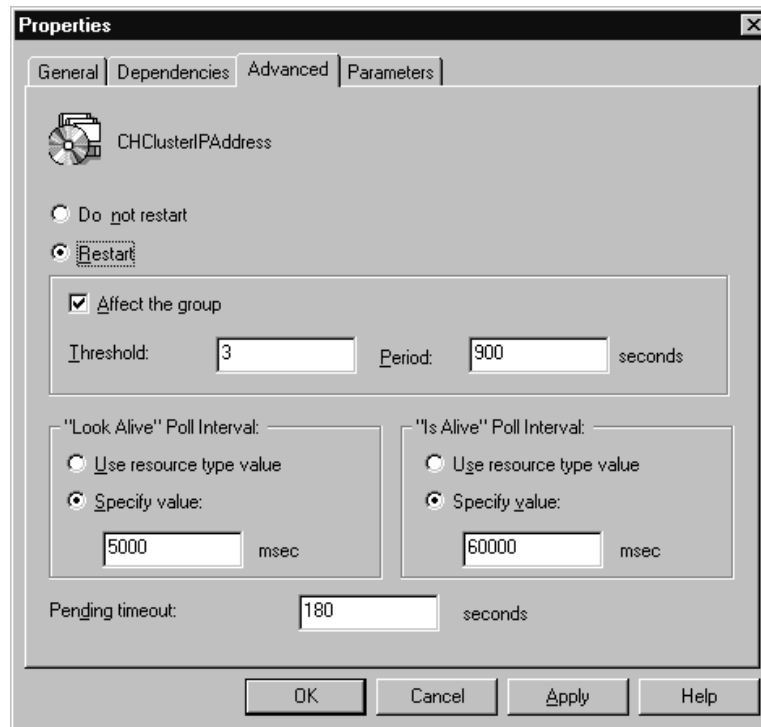 Properties
General Dependencies Advanced Parameters
CHClusterIPAddress
Do not restart
Restart
Affect the group
Threshold: 3 Period: 900 seconds
"Look Alive" Poll Interval: "Is Alive" Poll Interval:
Use resource type value Use resource type value
Specify value: Specify value:
5000 msec 60000 msec
Pending timeout: 180 seconds
OK Cancel Apply Help